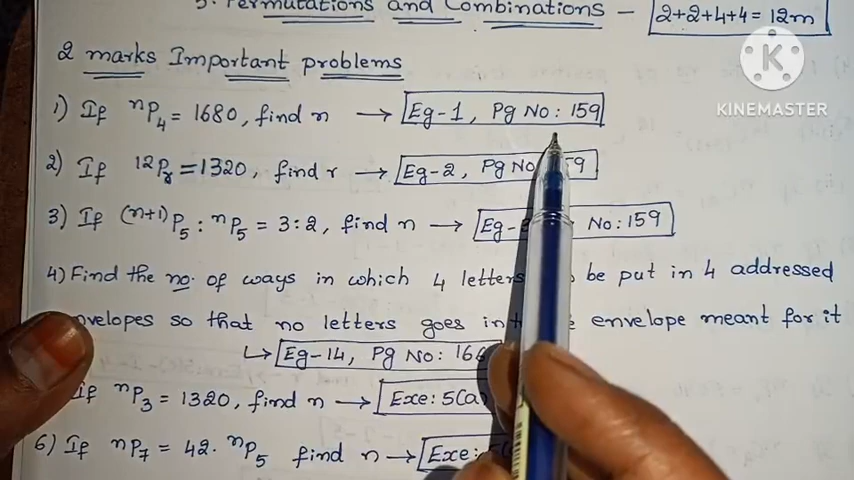 5. Permutations and Combinations – 2+2+4+4 = 12m
2 marks Important problems
1) If ⁿP₄ = 1680, find n → Eg-1, Pg No: 159
2) If ¹²Pᵣ = 1320, find r → Eg-2, Pg No 59
3) If ⁽ⁿ⁺¹⁾P₅ : ⁿP₅ = 3:2, find n → Eg- No: 159
4) Find the no. of ways in which 4 letters be put in 4 addressed
envelopes so that no letters goes in envelope meant for it
↳ Eg-14, Pg No: 16
If ⁿP₃ = 1320, find n → Exe: 5(a)
6) If ⁿP₇ = 42. ⁿP₅ find n → Exe:
KINEMASTER